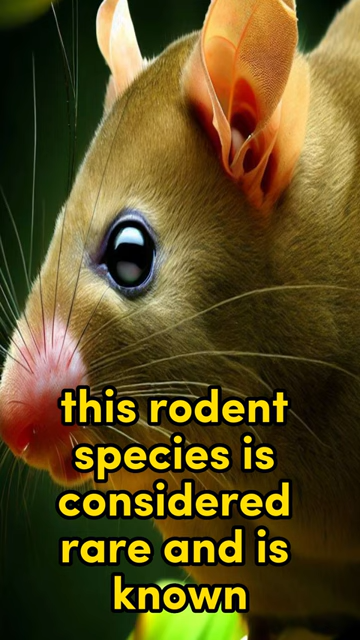 this rodent
species is
considered
rare and is
known